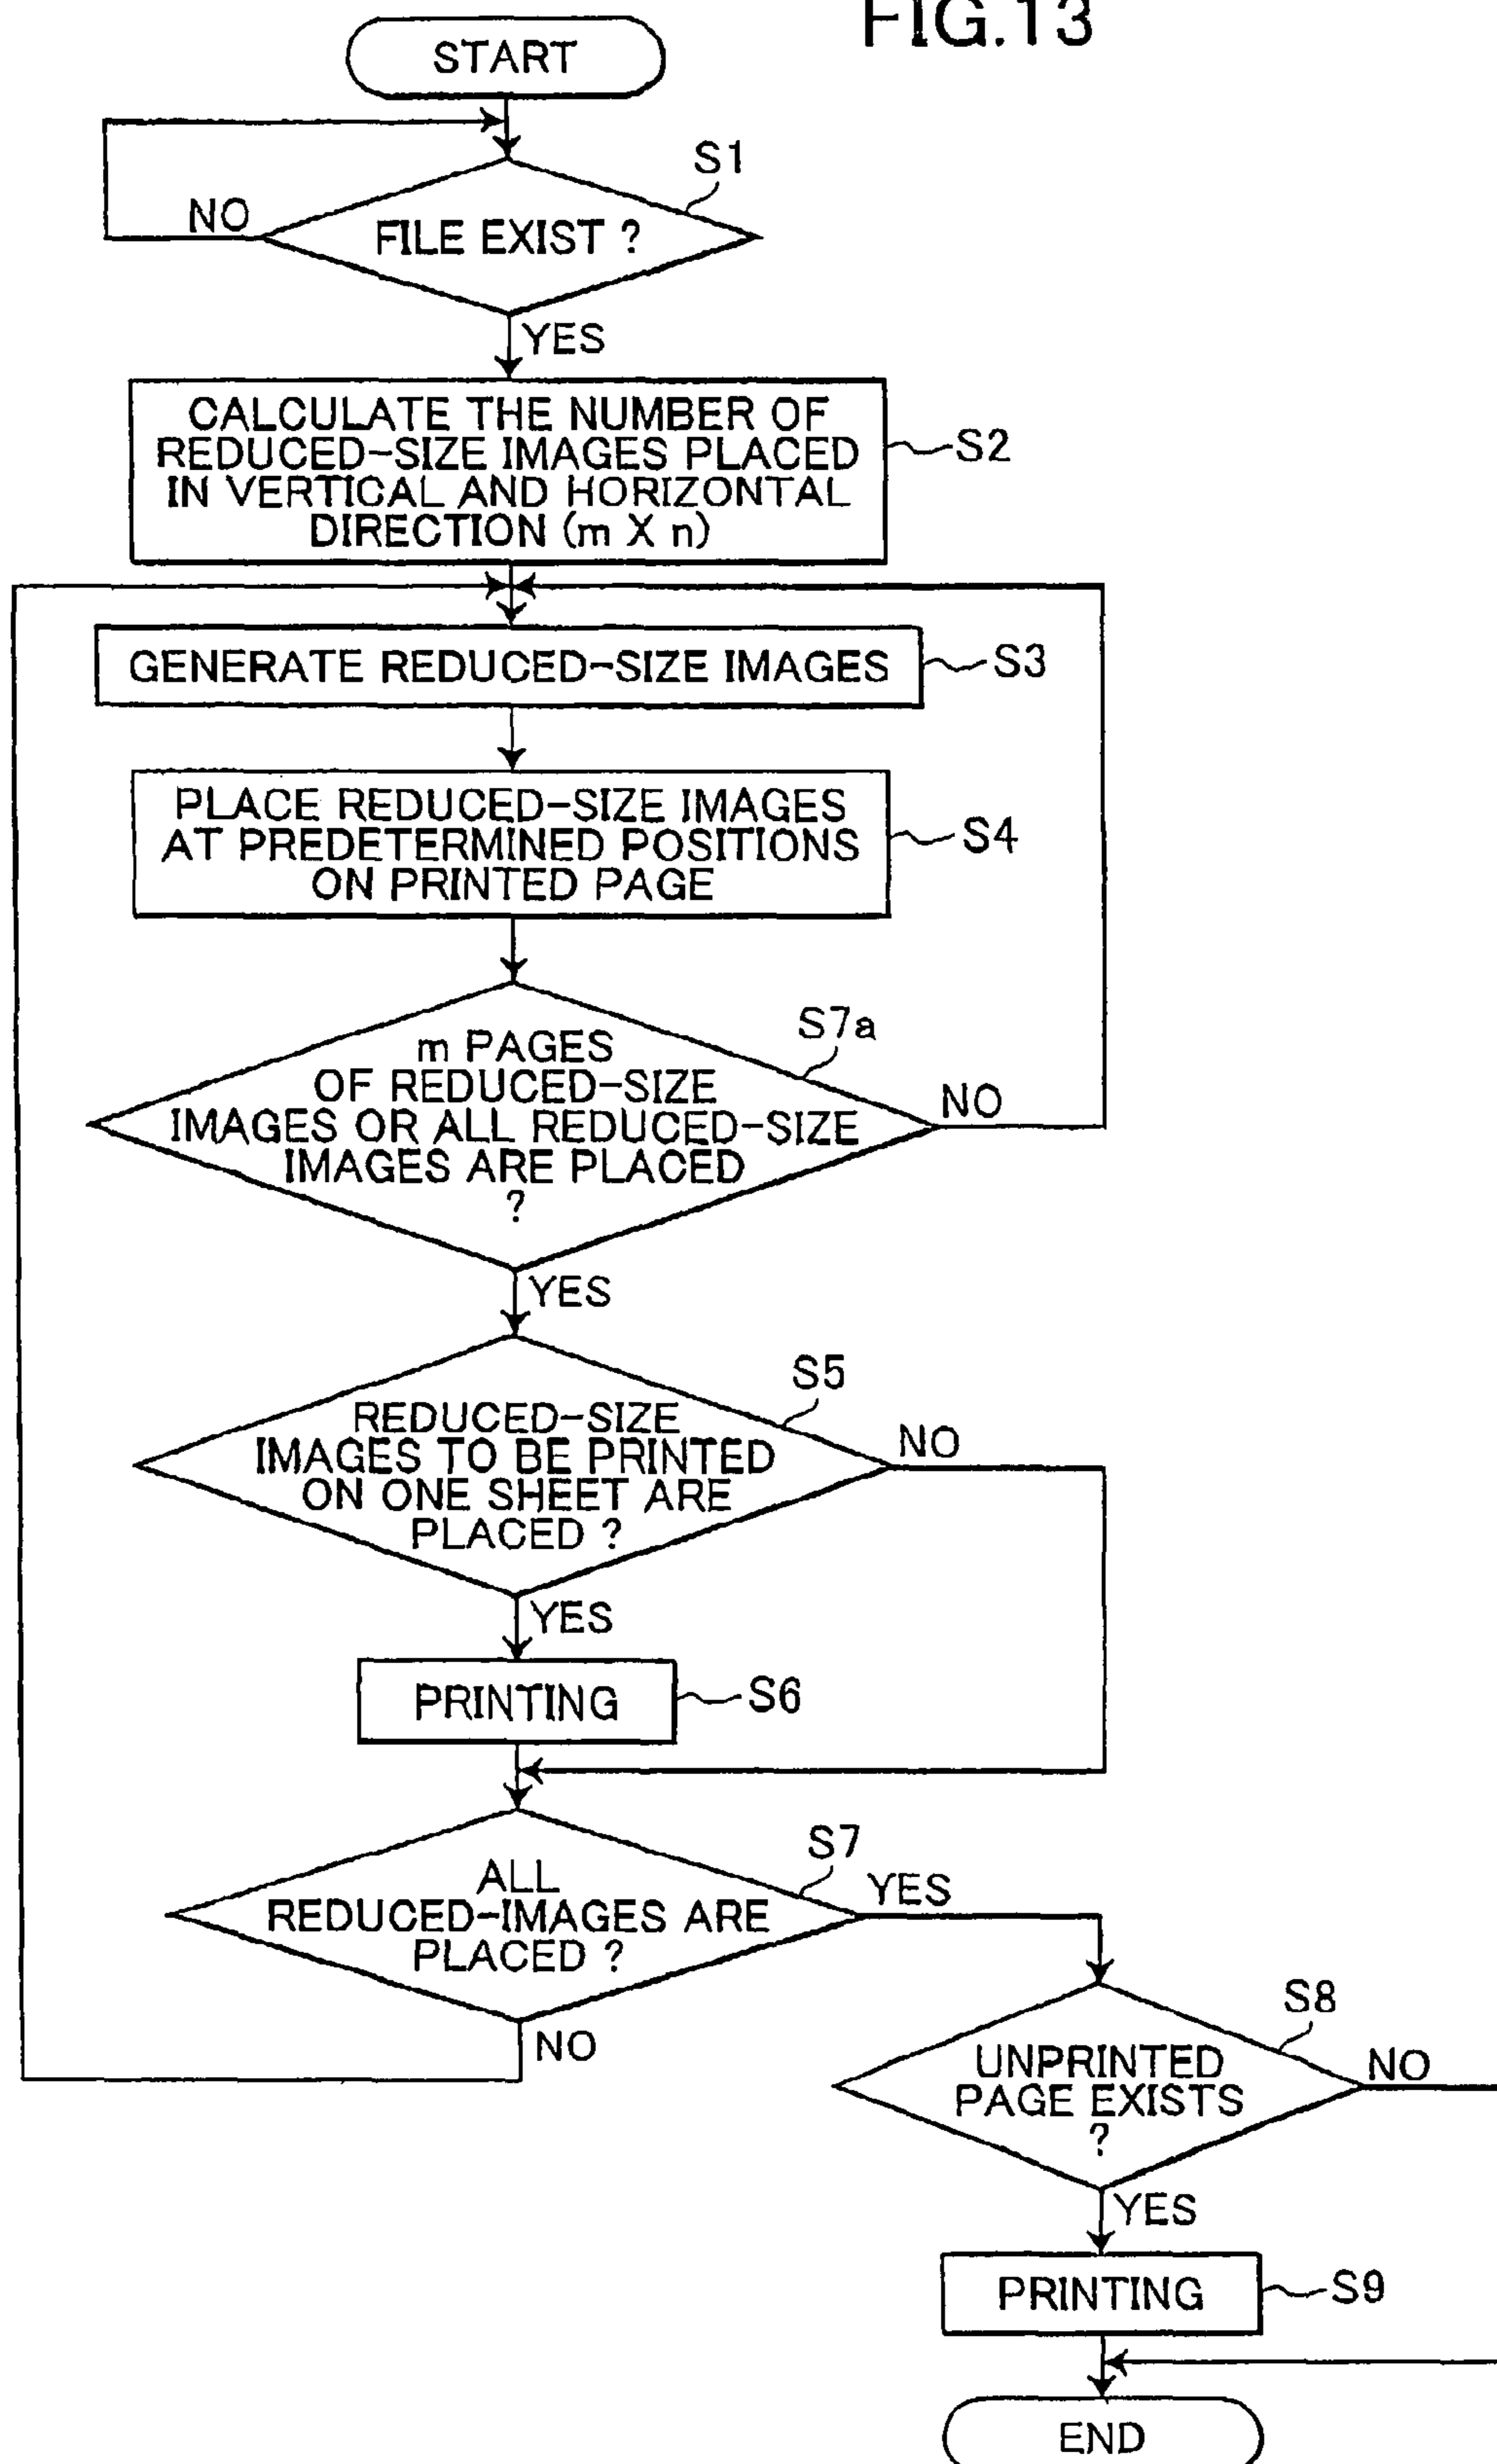 FIG.13
START
S1
NO
FILE EXIST ?
YES
CALCULATE THE NUMBER OF
REDUCED-SIZE IMAGES PLACED
IN VERTICAL AND HORIZONTAL
DIRECTION (m X n)
S2
GENERATE REDUCED-SIZE IMAGES
S3
PLACE REDUCED-SIZE IMAGES
AT PREDETERMINED POSITIONS
ON PRINTED PAGE
S4
S7a
m PAGES
OF REDUCED-SIZE
IMAGES OR ALL REDUCED-SIZE
IMAGES ARE PLACED
?
NO
YES
S5
REDUCED-SIZE
IMAGES TO BE PRINTED
ON ONE SHEET ARE
PLACED ?
NO
YES
PRINTING
S6
S7
ALL
REDUCED-IMAGES ARE
PLACED ?
YES
NO
S8
UNPRINTED
PAGE EXISTS
?
NO
YES
PRINTING
S9
END